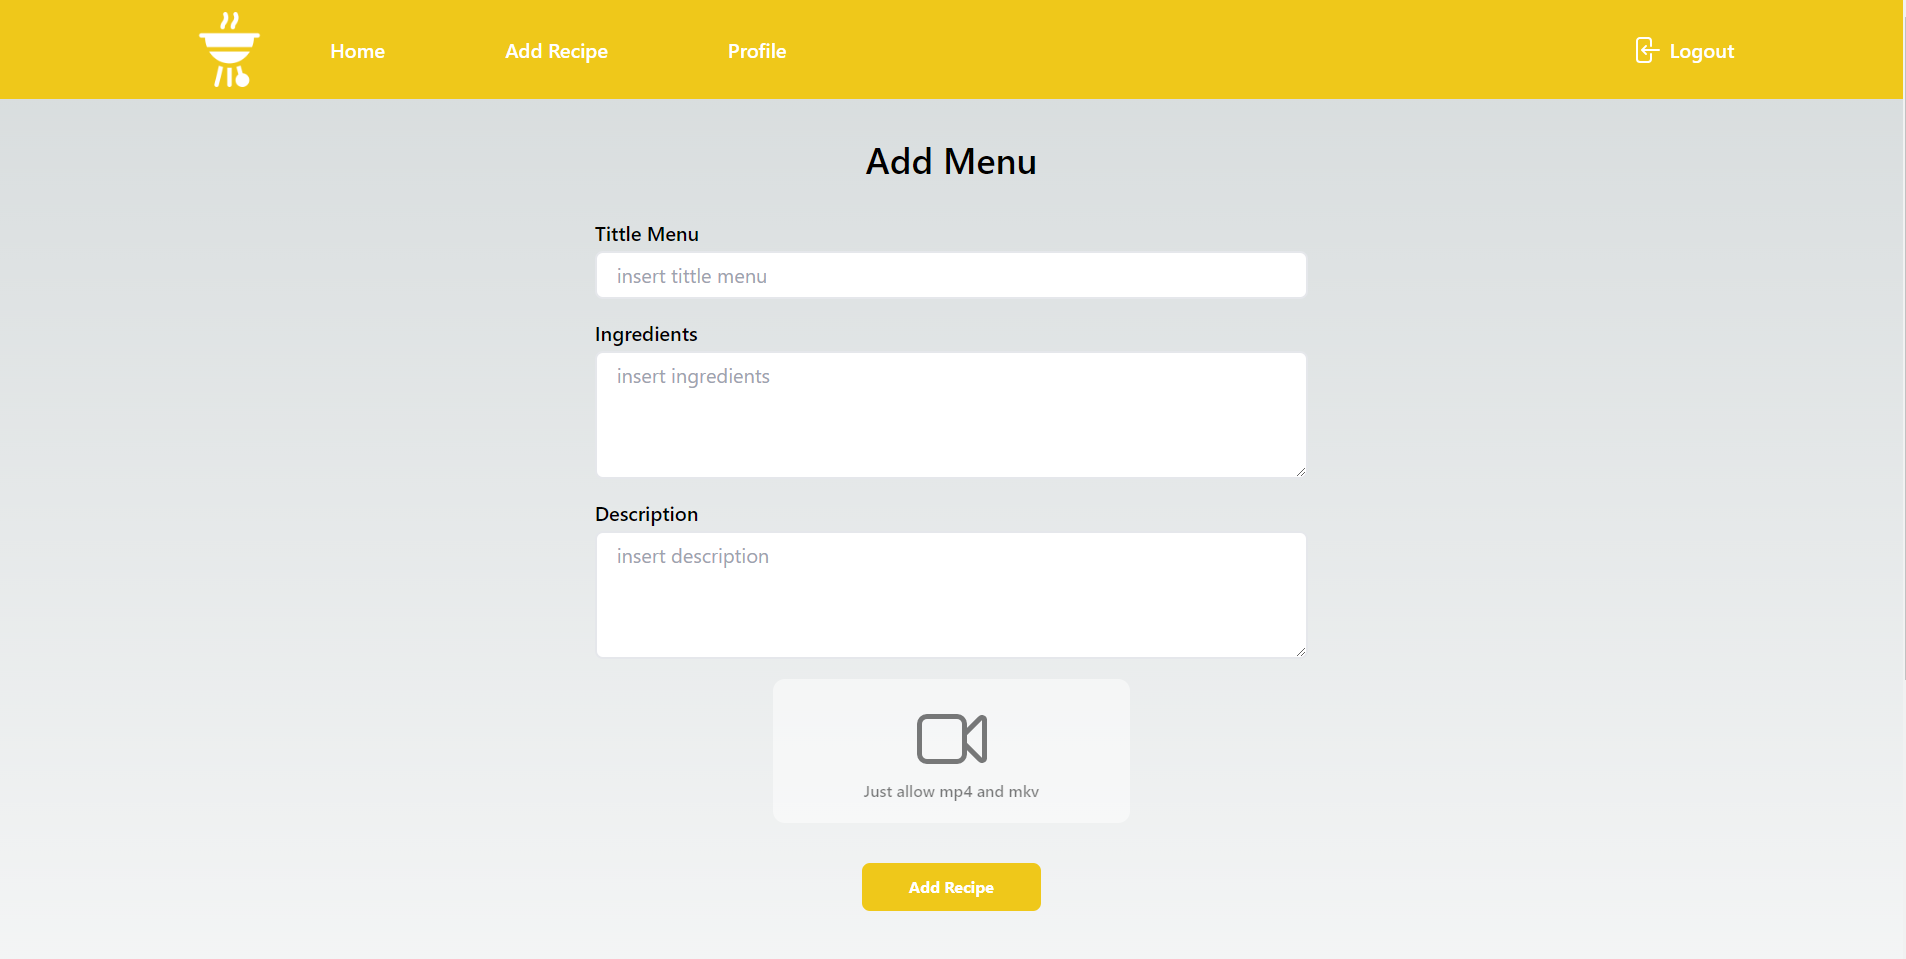 Home
Add Recipe
Profile
Logout
Add Menu
Tittle Menu
insert tittle menu
Ingredients
insert ingredients
Description
insert description
Just allow mp4 and mkv
Add Recipe